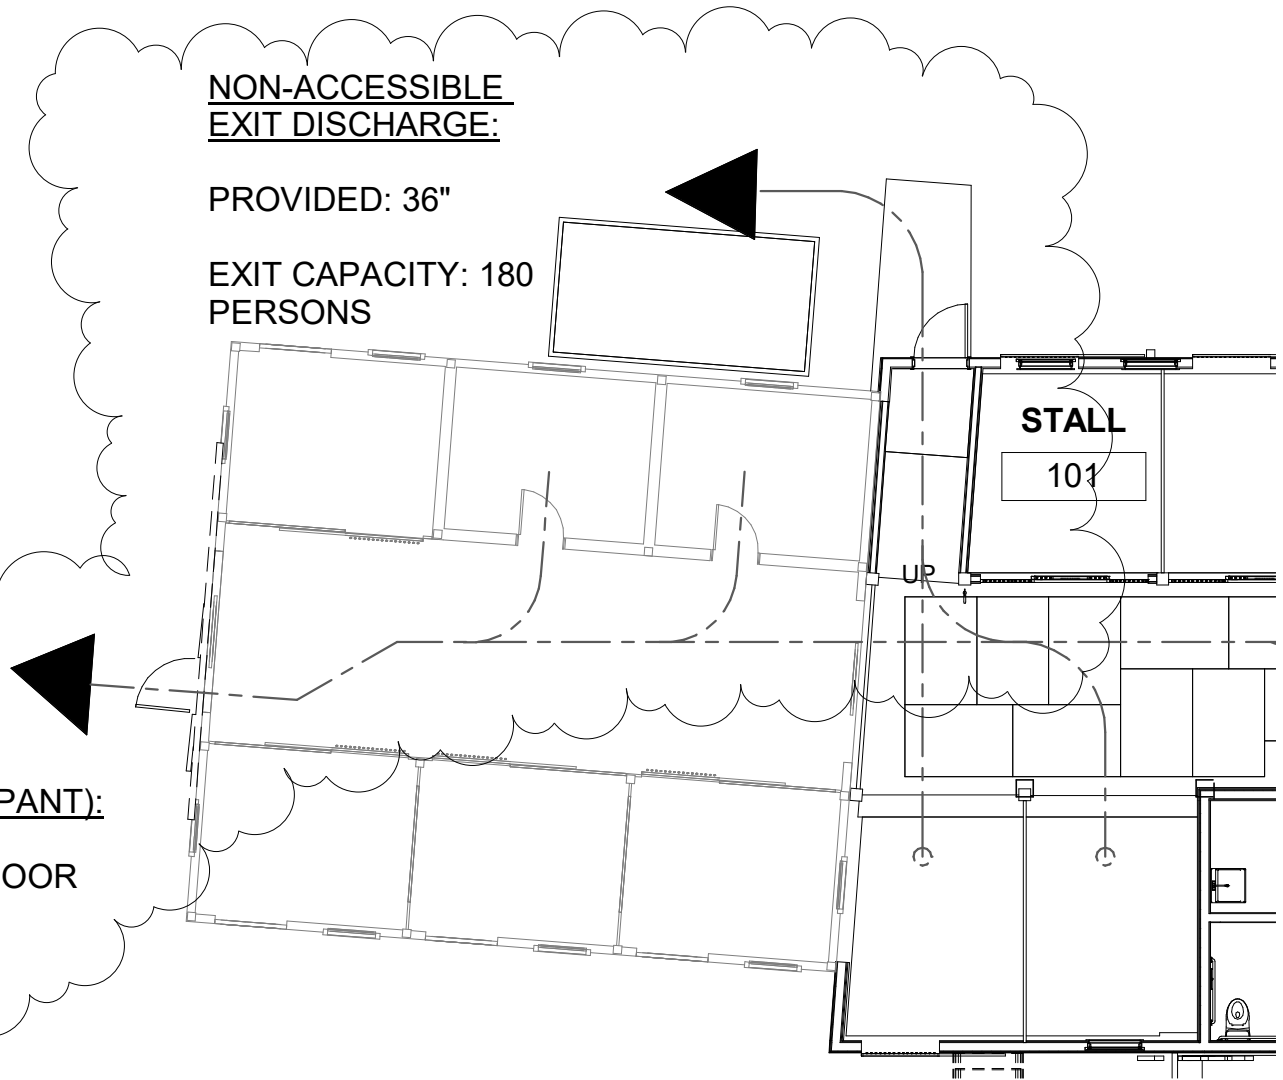 NON-ACCESSIBLE
EXIT DISCHARGE:
PROVIDED: 36"
EXIT CAPACITY: 180
PERSONS
STALL
101
UP
PANT):
OOR